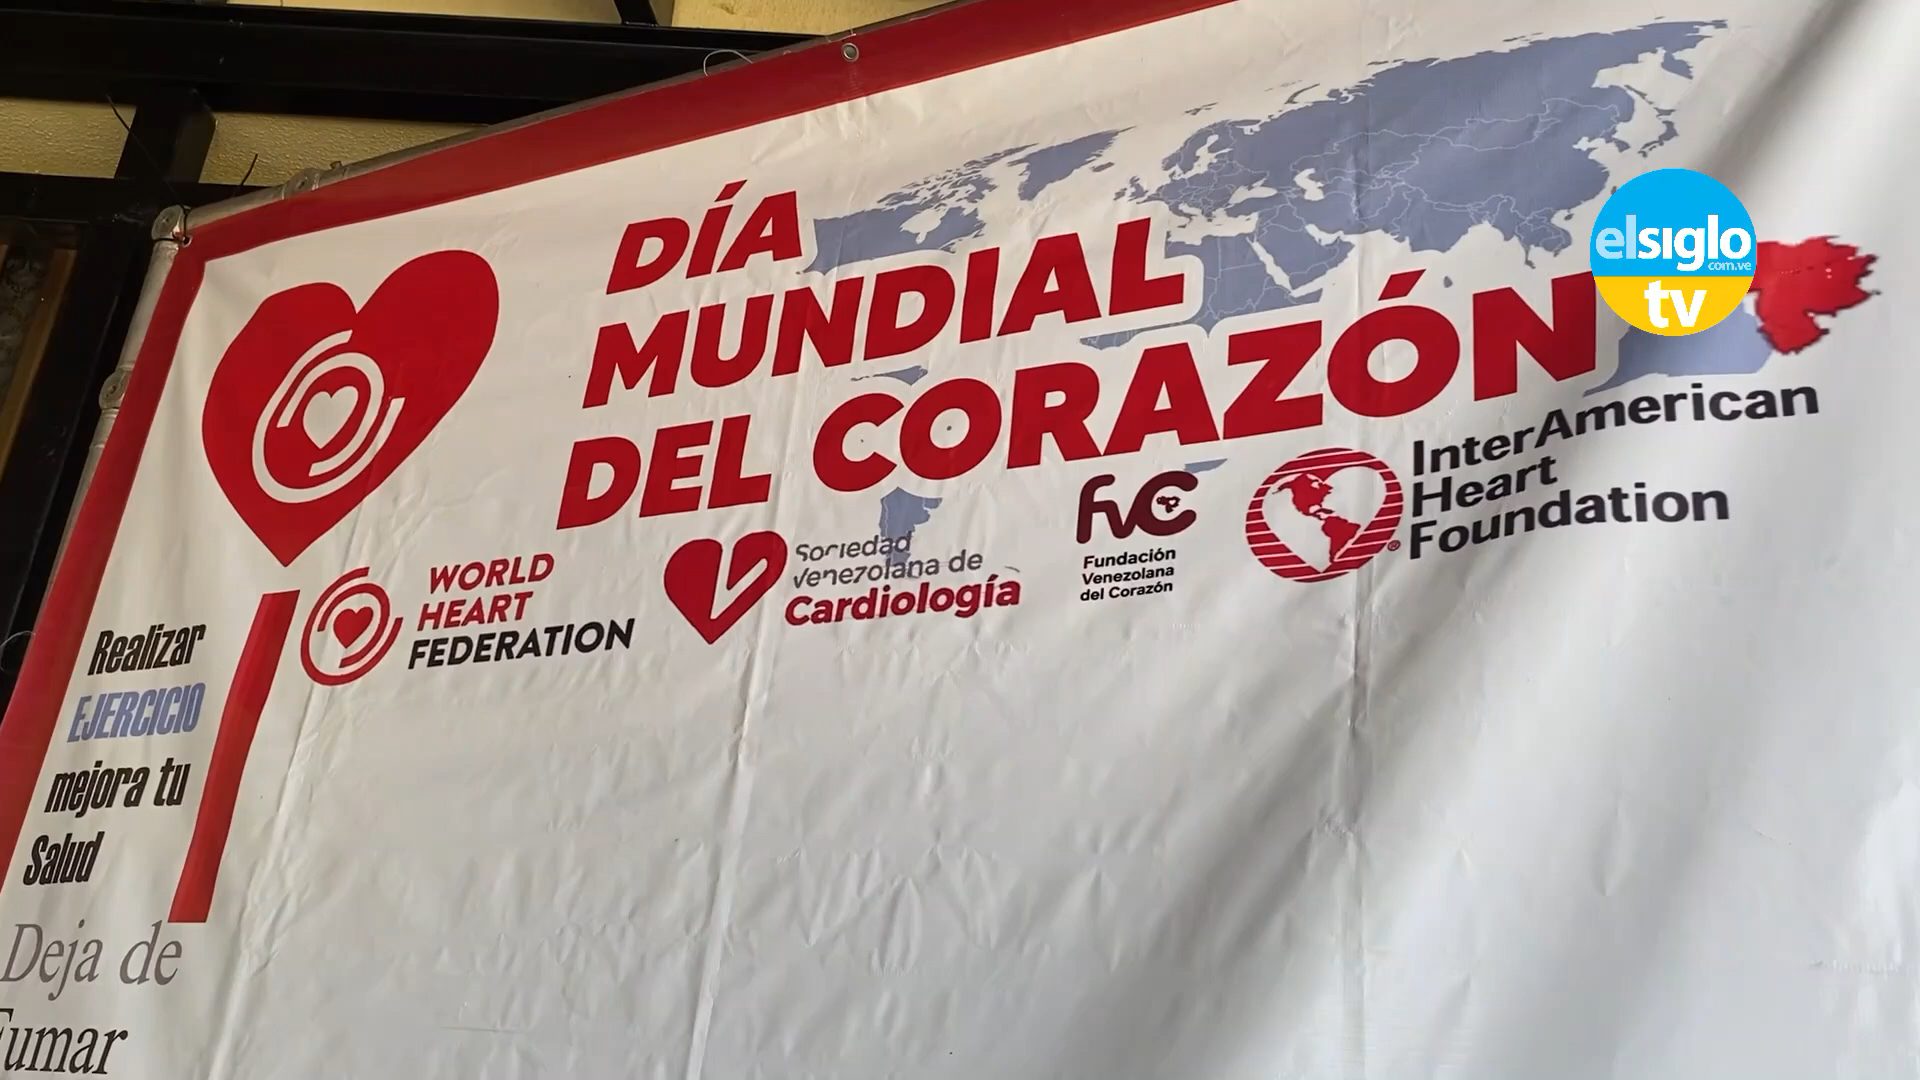 DÍA
MUNDIAL
DEL CORAZÓN
elsiglo
com.ve
tv
WORLD
HEART
FEDERATION
Sociedad
Venezolana de
Cardiología
FVC
Fundación
Venezolana
del Corazón
InterAmerican
Heart
Foundation
®
Realizar
EJERCICIO
mejora tu
Salud
Deja de
Fumar